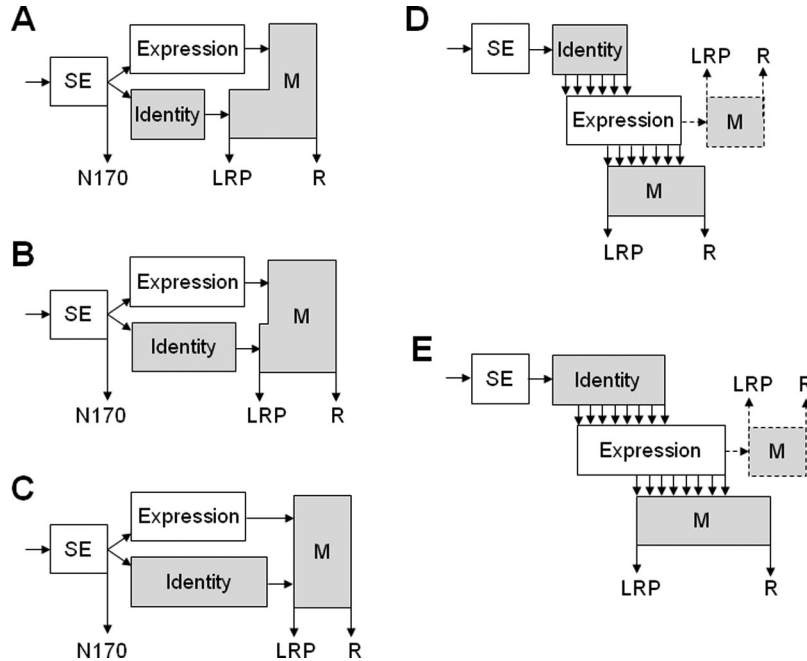 A
SE
Expression
Identity
M
N170
LRP
R
B
SE
Expression
Identity
M
N170
LRP
R
C
SE
Expression
Identity
M
N170
LRP
R
D
SE
Identity
Expression
LRP
R
M
M
LRP
R
E
SE
Identity
LRP
R
Expression
M
M
LRP
R